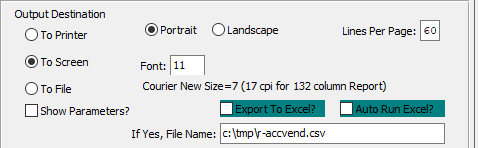 Output Destination
To Printer
Portrait
Landscape
Lines Per Page: 60
To Screen
Font: 11
To File
Courier New Size=7 (17 cpi for 132 column Report)
Show Parameters?
Export To Excel?
Auto Run Excel?
If Yes, File Name: c:\tmp\r-accvend.csv